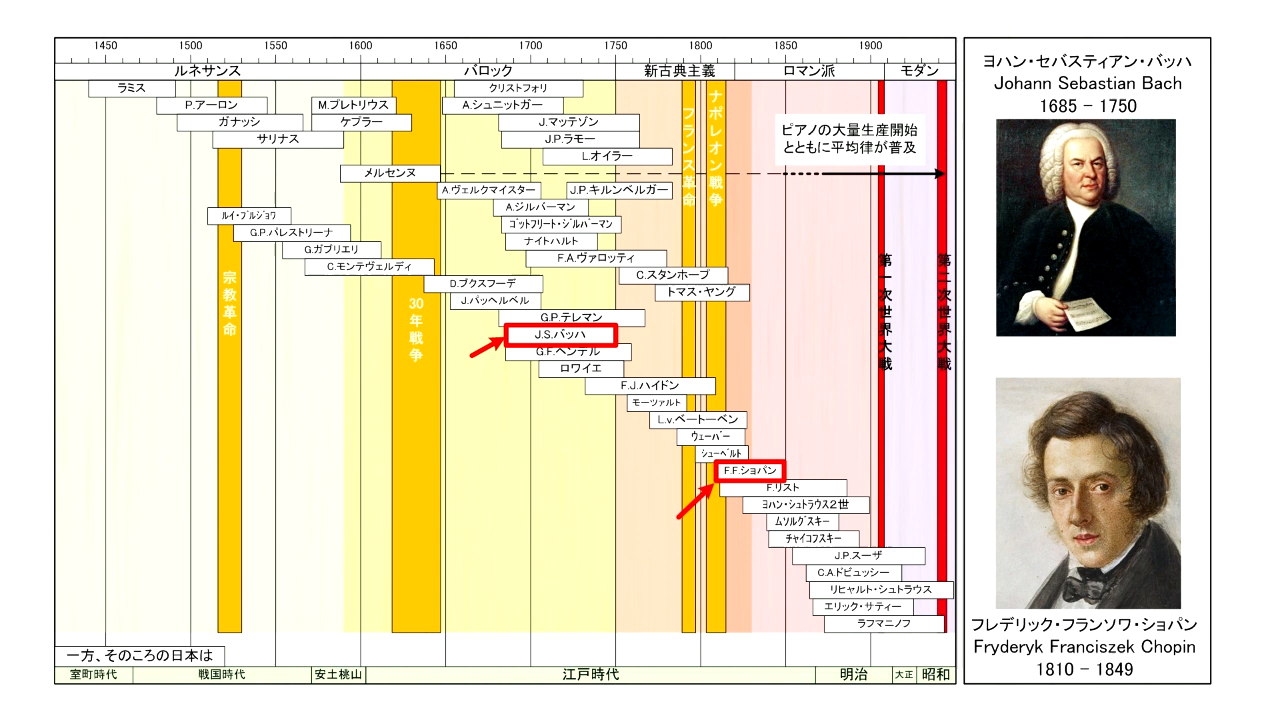 1450 1500 1550 1600 1650 1700 1750 1800 1850 1900
ルネサンス バロック 新古典主義 ロマン派 モダン
ラミス
クリストフォリ
P.アーロン
M.プレトリウス
A.シュニットガー
ガナッシ
ケプラー
J.マッテゾン
サリナス
J.P.ラモー
L.オイラー
メルセンヌ
A.ヴェルクマイスター
J.P.キルンベルガー
A.ジルバーマン
ルイ・ブルジョワ
ゴットフリート・ジルバーマン
G.P.パレストリーナ
ナイトハルト
G.ガブリエリ
F.A.ヴァロッティ
C.モンテヴェルディ
C.スタンホープ
D.ブクスフーデ
トマス・ヤング
J.パッヘルベル
G.P.テレマン
J.S.バッハ
G.F.ヘンデル
ロワイエ
F.J.ハイドン
モーツァルト
L.v.ベートーベン
ウェーバー
シューベルト
F.F.ショパン
F.リスト
ヨハン・シュトラウス2世
ムソルグスキー
チャイコフスキー
J.P.スーザ
C.A.ドビュッシー
リヒャルト・シュトラウス
エリック・サティー
ラフマニノフ
宗教革命
30年戦争
フランス革命
ナポレオン戦争
第一次世界大戦
第二次世界大戦
ピアノの大量生産開始
とともに平均律が普及
一方、そのころの日本は
室町時代 戦国時代 安土桃山 江戸時代 明治 大正 昭和
ヨハン・セバスティアン・バッハ
Johann Sebastian Bach
1685 － 1750
フレデリック・フランソワ・ショパン
Fryderyk Franciszek Chopin
1810 － 1849